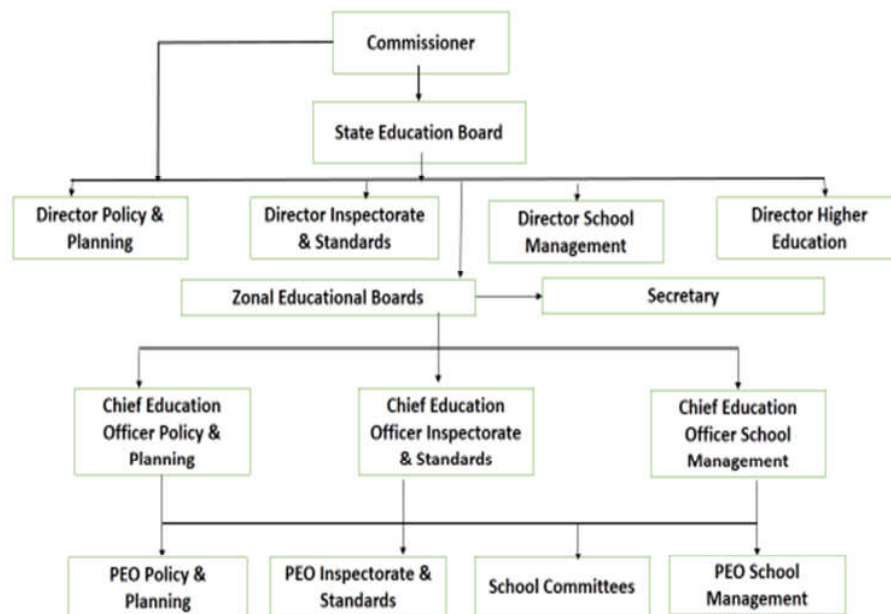 Commissioner
State Education Board
Director Policy &
Planning
Director Inspectorate
& Standards
Director School
Management
Director Higher
Education
Zonal Educational Boards
Secretary
Chief Education
Officer Policy &
Planning
Chief Education
Officer Inspectorate
& Standards
Chief Education
Officer School
Management
PEO Policy &
Planning
PEO Inspectorate &
Standards
School Committees
PEO School
Management